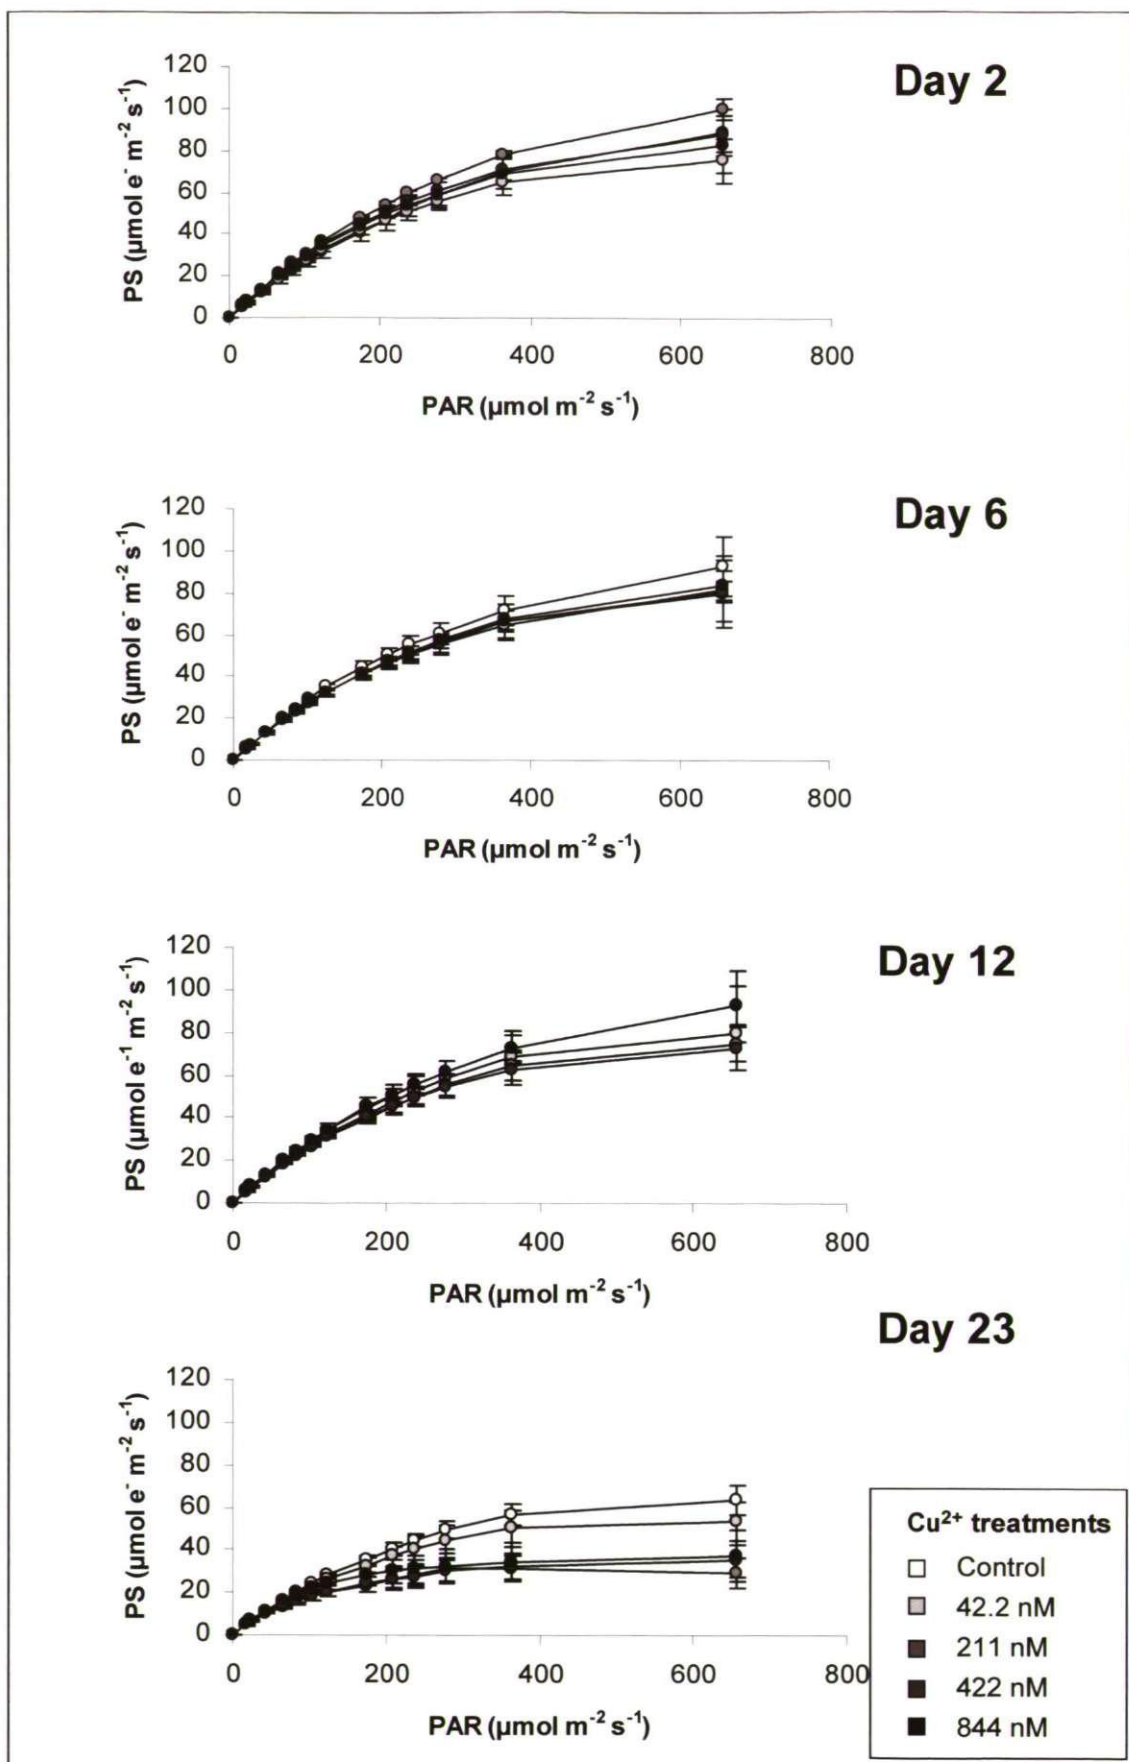 Day 2
PS (µmol e⁻ m⁻² s⁻¹)
120
100
80
60
40
20
0
0 200 400 600 800
PAR (µmol m⁻² s⁻¹)
Day 6
PS (µmol e⁻ m⁻² s⁻¹)
120
100
80
60
40
20
0
0 200 400 600 800
PAR (µmol m⁻² s⁻¹)
Day 12
PS (µmol e⁻¹ m⁻² s⁻¹)
120
100
80
60
40
20
0
0 200 400 600 800
PAR (µmol m⁻² s⁻¹)
Day 23
PS (µmol e⁻ m⁻² s⁻¹)
120
100
80
60
40
20
0
0 200 400 600 800
PAR (µmol m⁻² s⁻¹)
Cu²⁺ treatments
Control
42.2 nM
211 nM
422 nM
844 nM